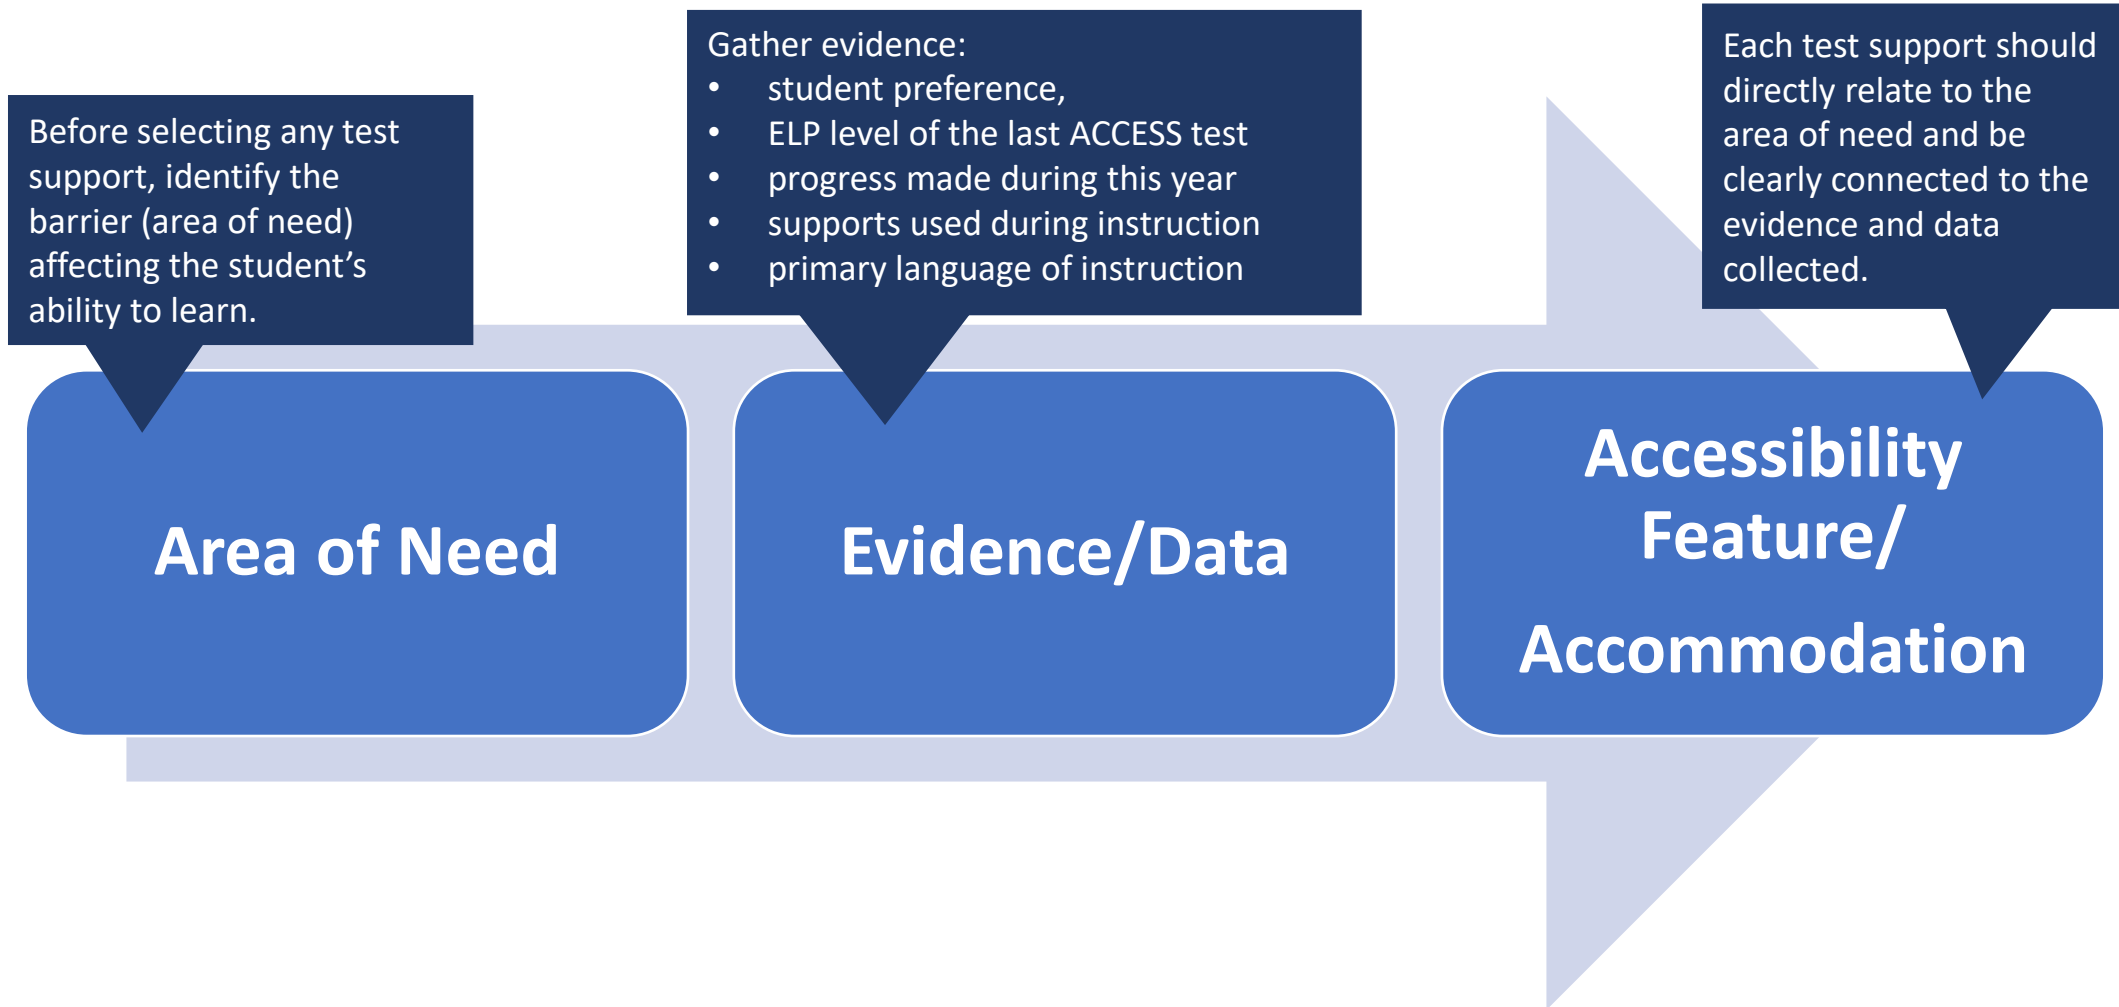 Before selecting any test
support, identify the
barrier (area of need)
affecting the student’s
ability to learn.
Gather evidence:
• student preference,
• ELP level of the last ACCESS test
• progress made during this year
• supports used during instruction
• primary language of instruction
Each test support should
directly relate to the
area of need and be
clearly connected to the
evidence and data
collected.
Area of Need
Evidence/Data
Accessibility
Feature/
Accommodation